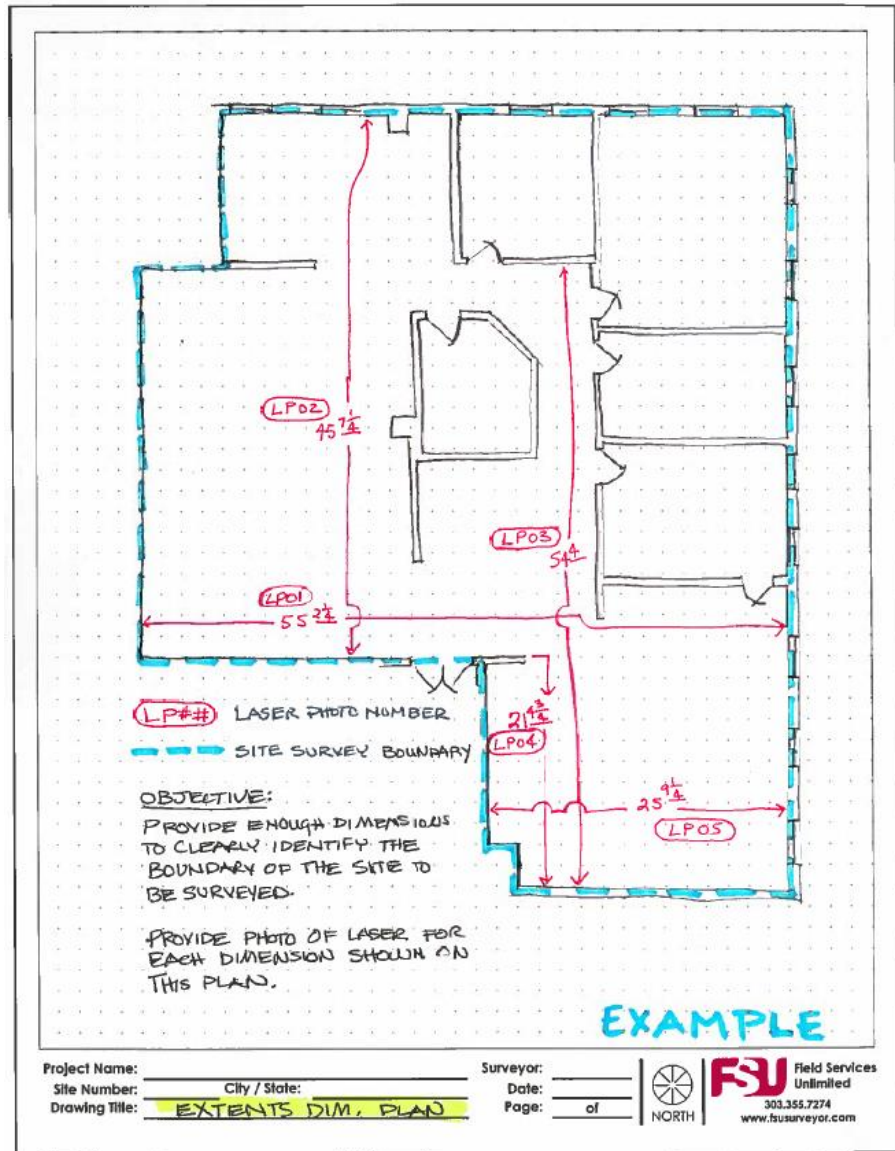 LP02
45 7 1/4
LP03
54 4
LP01
55 2 1/4
21 4 3/4
LP04
25 9 1/4
LP05
LP## LASER PHOTO NUMBER
SITE SURVEY BOUNDARY
OBJECTIVE:
PROVIDE ENOUGH DIMENSIONS
TO CLEARLY IDENTIFY THE
BOUNDARY OF THE SITE TO
BE SURVEYED.
PROVIDE PHOTO OF LASER FOR
EACH DIMENSION SHOWN ON
THIS PLAN.
EXAMPLE
Project Name:
Site Number: City / State:
Drawing Title: EXTENTS DIM. PLAN
Surveyor:
Date:
Page: of
NORTH
FSU Field Services
Unlimited
303.355.7274
www.fsusurveyor.com